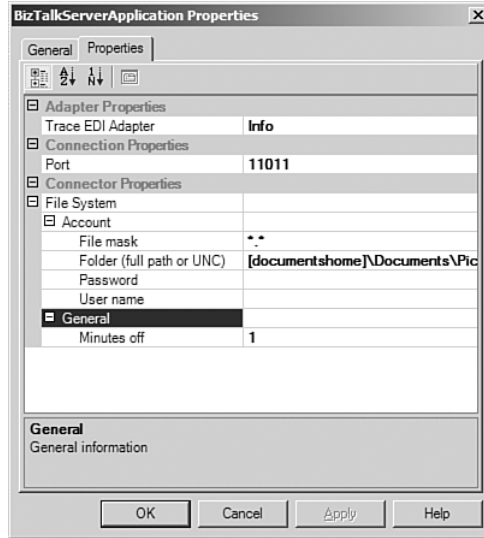 BizTalkServerApplication Properties
General Properties
Adapter Properties
Trace EDI Adapter Info
Connection Properties
Port 11011
Connector Properties
File System
Account
File mask *.*
Folder (full path or UNC) [documentshome]\Documents\Pic
Password
User name
General
Minutes off 1
General
General information
OK Cancel Apply Help